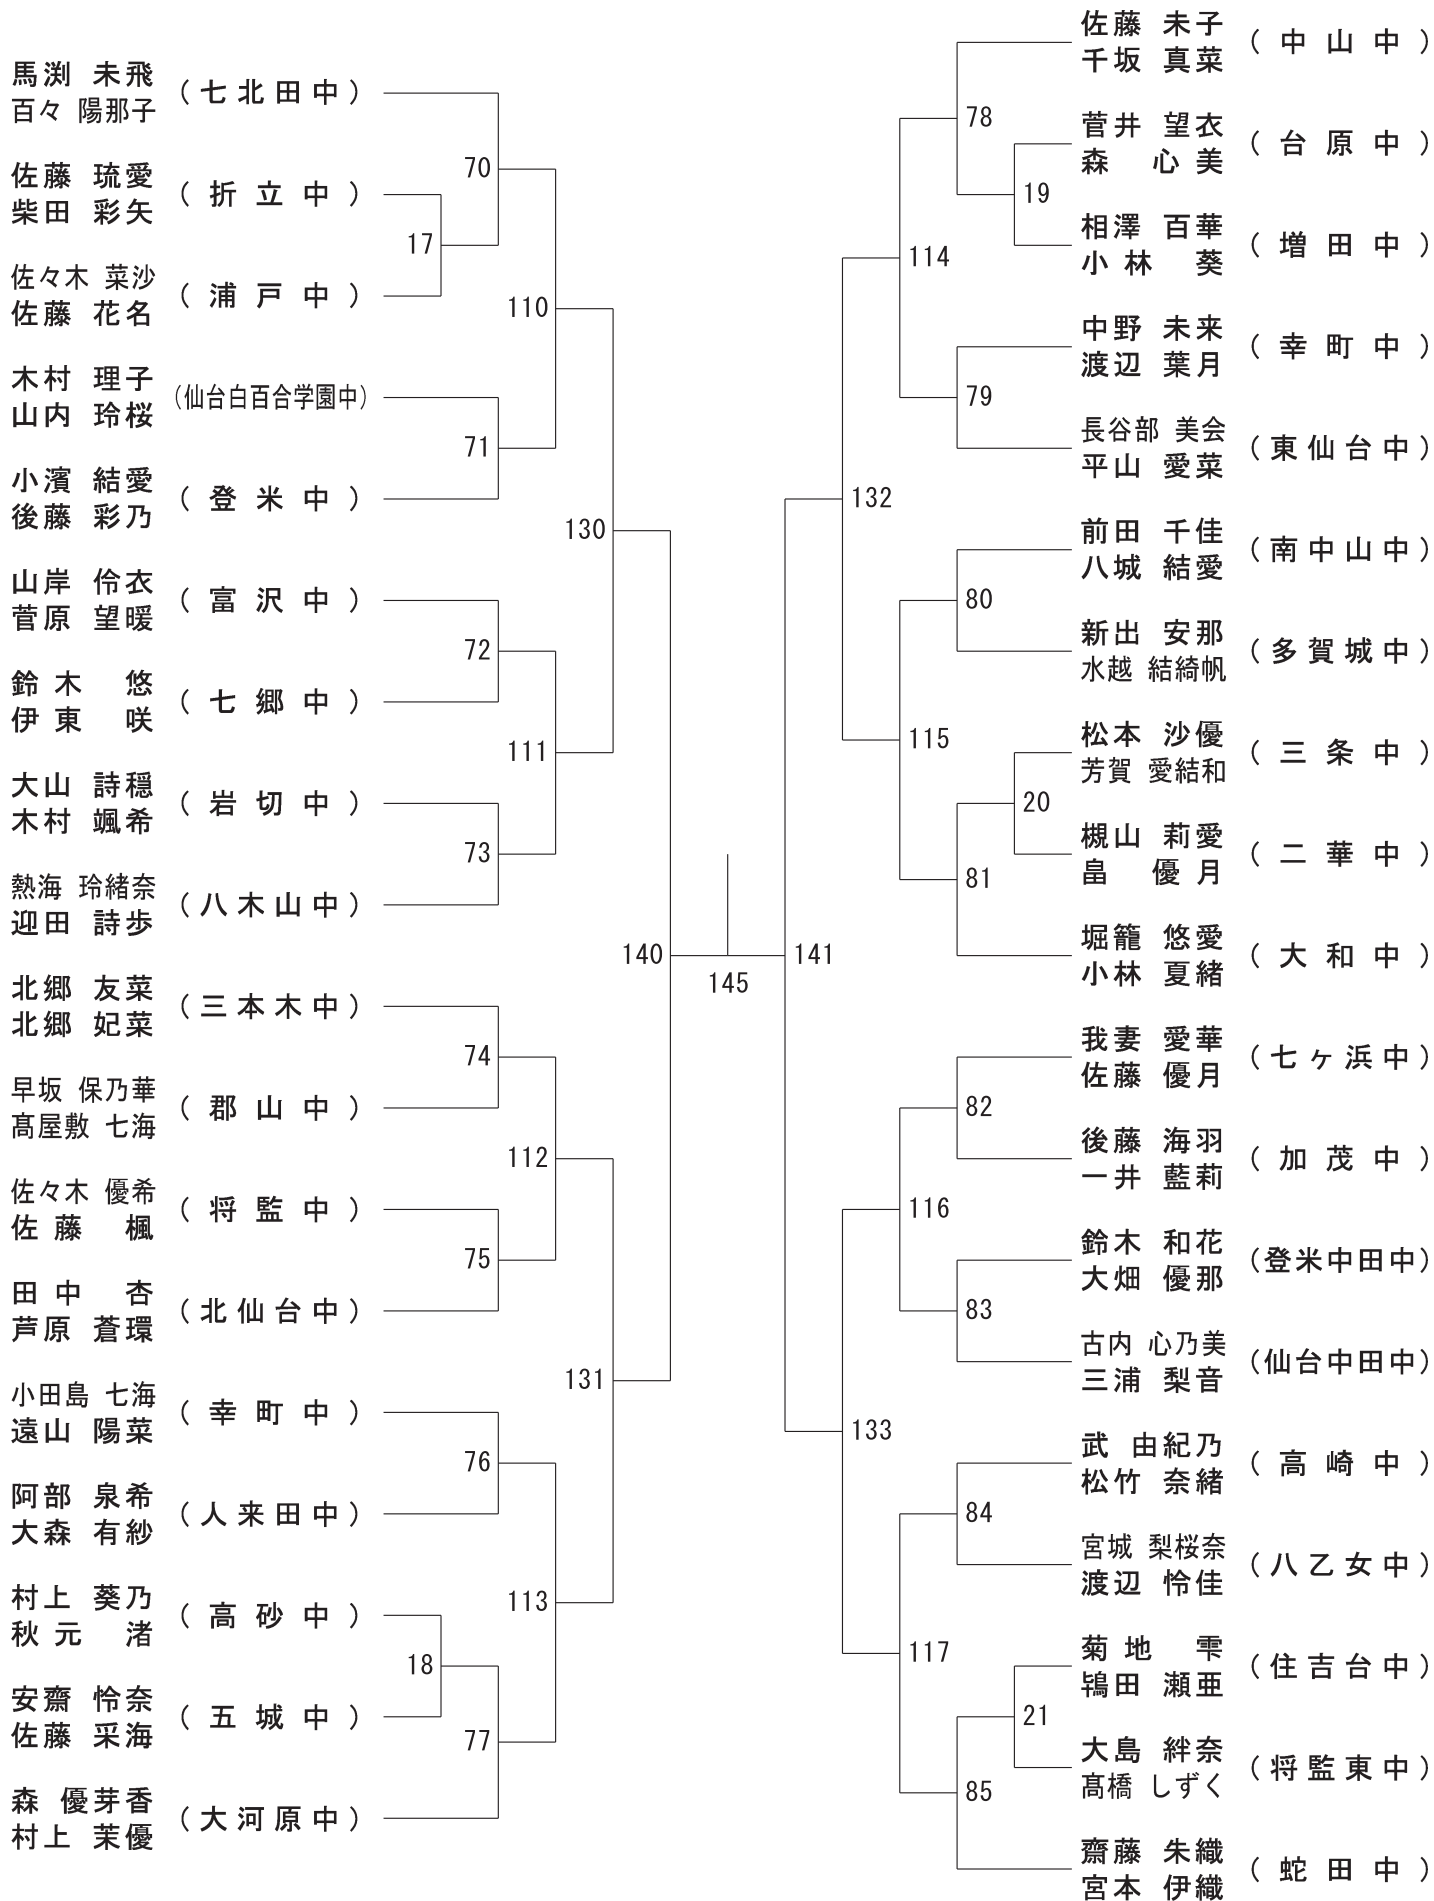 馬渕 未飛
百々 陽那子
(七北田中)
佐藤 琉愛
柴田 彩矢
(折立中)
佐々木 菜沙
佐藤 花名
(浦戸中)
木村 理子
山内 玲桜
(仙台白百合学園中)
小濱 結愛
後藤 彩乃
(登米中)
山岸 伶衣
菅原 望暖
(富沢中)
鈴木 悠
伊東 咲
(七郷中)
大山 詩穏
木村 颯希
(岩切中)
熱海 玲緒奈
迎田 詩歩
(八木山中)
北郷 友菜
北郷 妃菜
(三本木中)
早坂 保乃華
髙屋敷 七海
(郡山中)
佐々木 優希
佐藤 楓
(将監中)
田中 杏
芦原 蒼環
(北仙台中)
小田島 七海
遠山 陽菜
(幸町中)
阿部 泉希
大森 有紗
(人来田中)
村上 葵乃
秋元 渚
(高砂中)
安齋 怜奈
佐藤 采海
(五城中)
森 優芽香
村上 茉優
(大河原中)
17
18
70
71
72
73
74
75
76
77
110
111
112
113
130
131
140
145
141
132
133
114
115
116
117
78
79
80
81
82
83
84
85
19
20
21
佐藤 未子
千坂 真菜
(中山中)
菅井 望衣
森 心美
(台原中)
相澤 百華
小林 葵
(増田中)
中野 未来
渡辺 葉月
(幸町中)
長谷部 美会
平山 愛菜
(東仙台中)
前田 千佳
八城 結愛
(南中山中)
新出 安那
水越 結綺帆
(多賀城中)
松本 沙優
芳賀 愛結和
(三条中)
槻山 莉愛
畠 優月
(二華中)
堀籠 悠愛
小林 夏緒
(大和中)
我妻 愛華
佐藤 優月
(七ヶ浜中)
後藤 海羽
一井 藍莉
(加茂中)
鈴木 和花
大畑 優那
(登米中田中)
古内 心乃美
三浦 梨音
(仙台中田中)
武 由紀乃
松竹 奈緒
(高崎中)
宮城 梨桜奈
渡辺 怜佳
(八乙女中)
菊地 雫
鴇田 瀬亜
(住吉台中)
大島 絆奈
髙橋 しずく
(将監東中)
齋藤 朱織
宮本 伊織
(蛇田中)